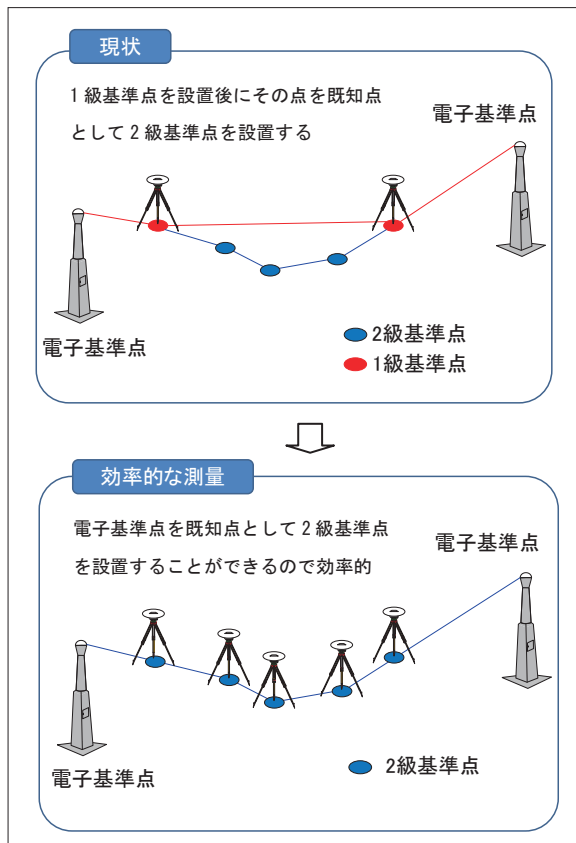 現状
1 級基準点を設置後にその点を既知点
として 2 級基準点を設置する
電子基準点
電子基準点
2級基準点
1級基準点
効率的な測量
電子基準点を既知点として 2 級基準点
を設置することができるので効率的
電子基準点
電子基準点
2級基準点